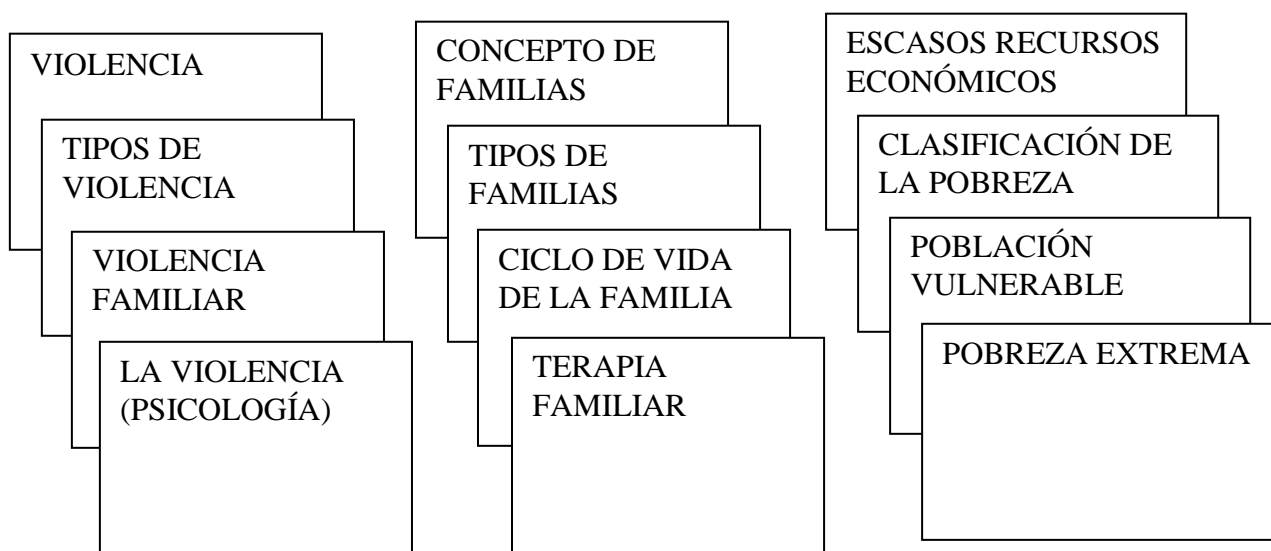 VIOLENCIA
TIPOS DE
VIOLENCIA
VIOLENCIA
FAMILIAR
LA VIOLENCIA
(PSICOLOGÍA)
CONCEPTO DE
FAMILIAS
TIPOS DE
FAMILIAS
CICLO DE VIDA
DE LA FAMILIA
TERAPIA
FAMILIAR
ESCASOS RECURSOS
ECONÓMICOS
CLASIFICACIÓN DE
LA POBREZA
POBLACIÓN
VULNERABLE
POBREZA EXTREMA